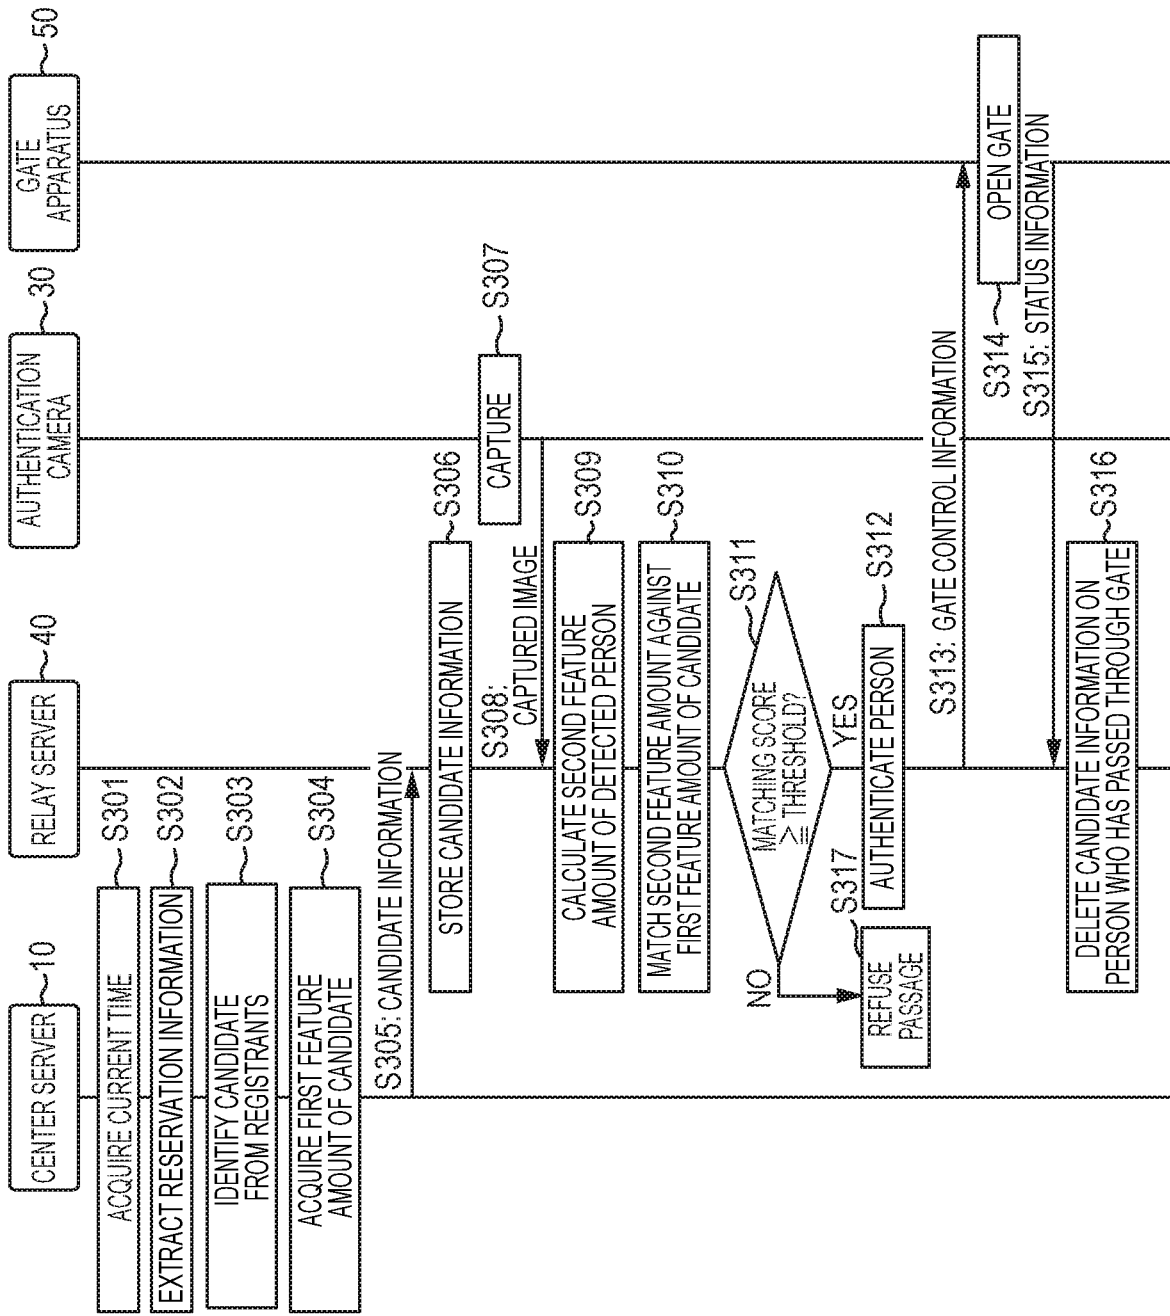 CENTER SERVER
10
RELAY SERVER
40
AUTHENTICATION
CAMERA
30
GATE
APPARATUS
50
ACQUIRE CURRENT TIME
S301
EXTRACT RESERVATION INFORMATION
S302
IDENTIFY CANDIDATE
FROM REGISTRANTS
S303
ACQUIRE FIRST FEATURE
AMOUNT OF CANDIDATE
S304
S305: CANDIDATE INFORMATION
STORE CANDIDATE INFORMATION
S306
CAPTURE
S307
S308:
CAPTURED IMAGE
CALCULATE SECOND FEATURE
AMOUNT OF DETECTED PERSON
S309
MATCH SECOND FEATURE AMOUNT AGAINST
FIRST FEATURE AMOUNT OF CANDIDATE
S310
MATCHING SCORE
≧ THRESHOLD?
S311
NO
YES
S317
REFUSE
PASSAGE
AUTHENTICATE PERSON
S312
S313: GATE CONTROL INFORMATION
OPEN GATE
S314
S315: STATUS INFORMATION
DELETE CANDIDATE INFORMATION ON
PERSON WHO HAS PASSED THROUGH GATE
S316